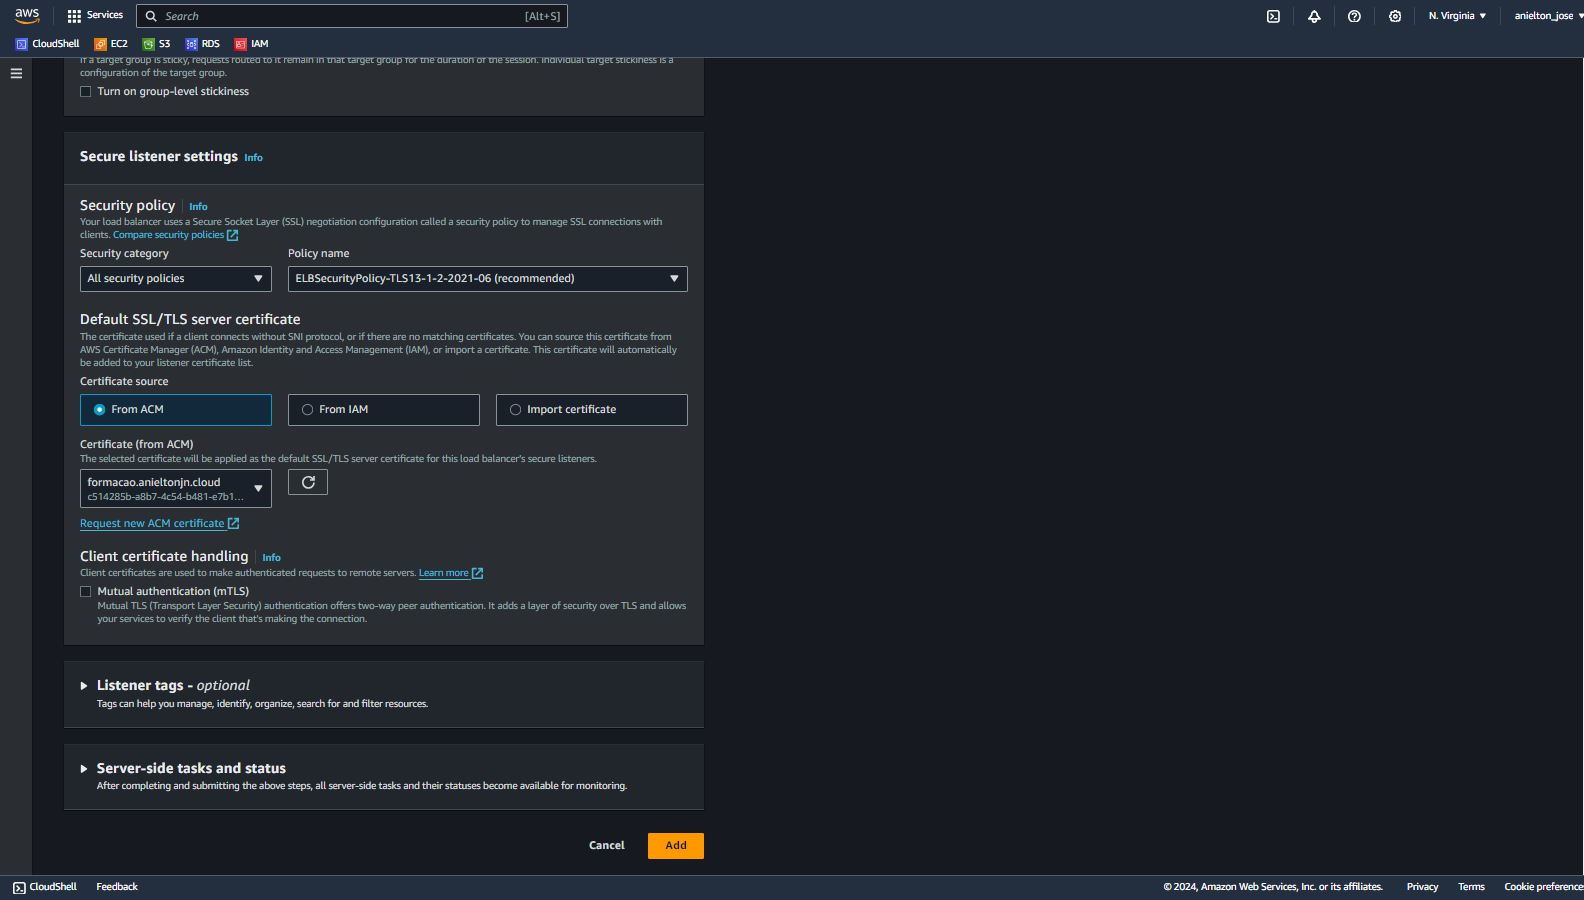 aws Services Search [Alt+S] N. Virginia anielton_jose
CloudShell EC2 S3 RDS IAM
If a target group is sticky, requests routed to it remain in that target group for the duration of the session. Individual target stickiness is a
configuration of the target group.
Turn on group-level stickiness
Secure listener settings Info
Security policy Info
Your load balancer uses a Secure Socket Layer (SSL) negotiation configuration called a security policy to manage SSL connections with
clients. Compare security policies
Security category Policy name
All security policies ELBSecurityPolicy-TLS13-1-2-2021-06 (recommended)
Default SSL/TLS server certificate
The certificate used if a client connects without SNI protocol, or if there are no matching certificates. You can source this certificate from
AWS Certificate Manager (ACM), Amazon Identity and Access Management (IAM), or import a certificate. This certificate will automatically
be added to your listener certificate list.
Certificate source
From ACM From IAM Import certificate
Certificate (from ACM)
The selected certificate will be applied as the default SSL/TLS server certificate for this load balancer's secure listeners.
formacao.anieltonjn.cloud
c514285b-a8b7-4c54-b481-e7b1...
Request new ACM certificate
Client certificate handling Info
Client certificates are used to make authenticated requests to remote servers. Learn more
Mutual authentication (mTLS)
Mutual TLS (Transport Layer Security) authentication offers two-way peer authentication. It adds a layer of security over TLS and allows
your services to verify the client that's making the connection.
Listener tags - optional
Tags can help you manage, identify, organize, search for and filter resources.
Server-side tasks and status
After completing and submitting the above steps, all server-side tasks and their statuses become available for monitoring.
Cancel Add
CloudShell Feedback © 2024, Amazon Web Services, Inc. or its affiliates. Privacy Terms Cookie preferences